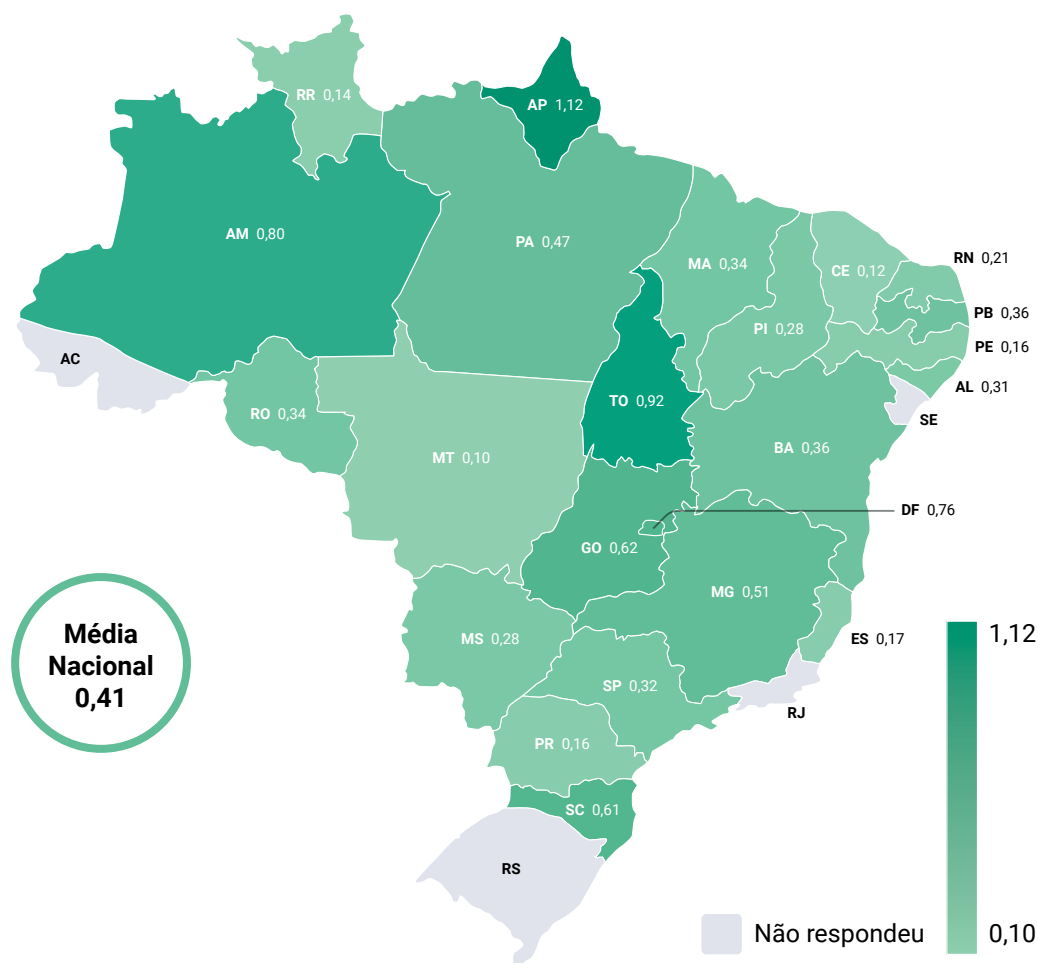 RR 0,14
AP 1,12
AM 0,80
PA 0,47
MA 0,34
CE 0,12
RN 0,21
PB 0,36
PI 0,28
PE 0,16
AC
AL 0,31
RO 0,34
TO 0,92
SE
MT 0,10
BA 0,36
DF 0,76
GO 0,62
MG 0,51
Média
Nacional
0,41
MS 0,28
ES 0,17
SP 0,32
RJ
PR 0,16
SC 0,61
RS
1,12
Não respondeu
0,10